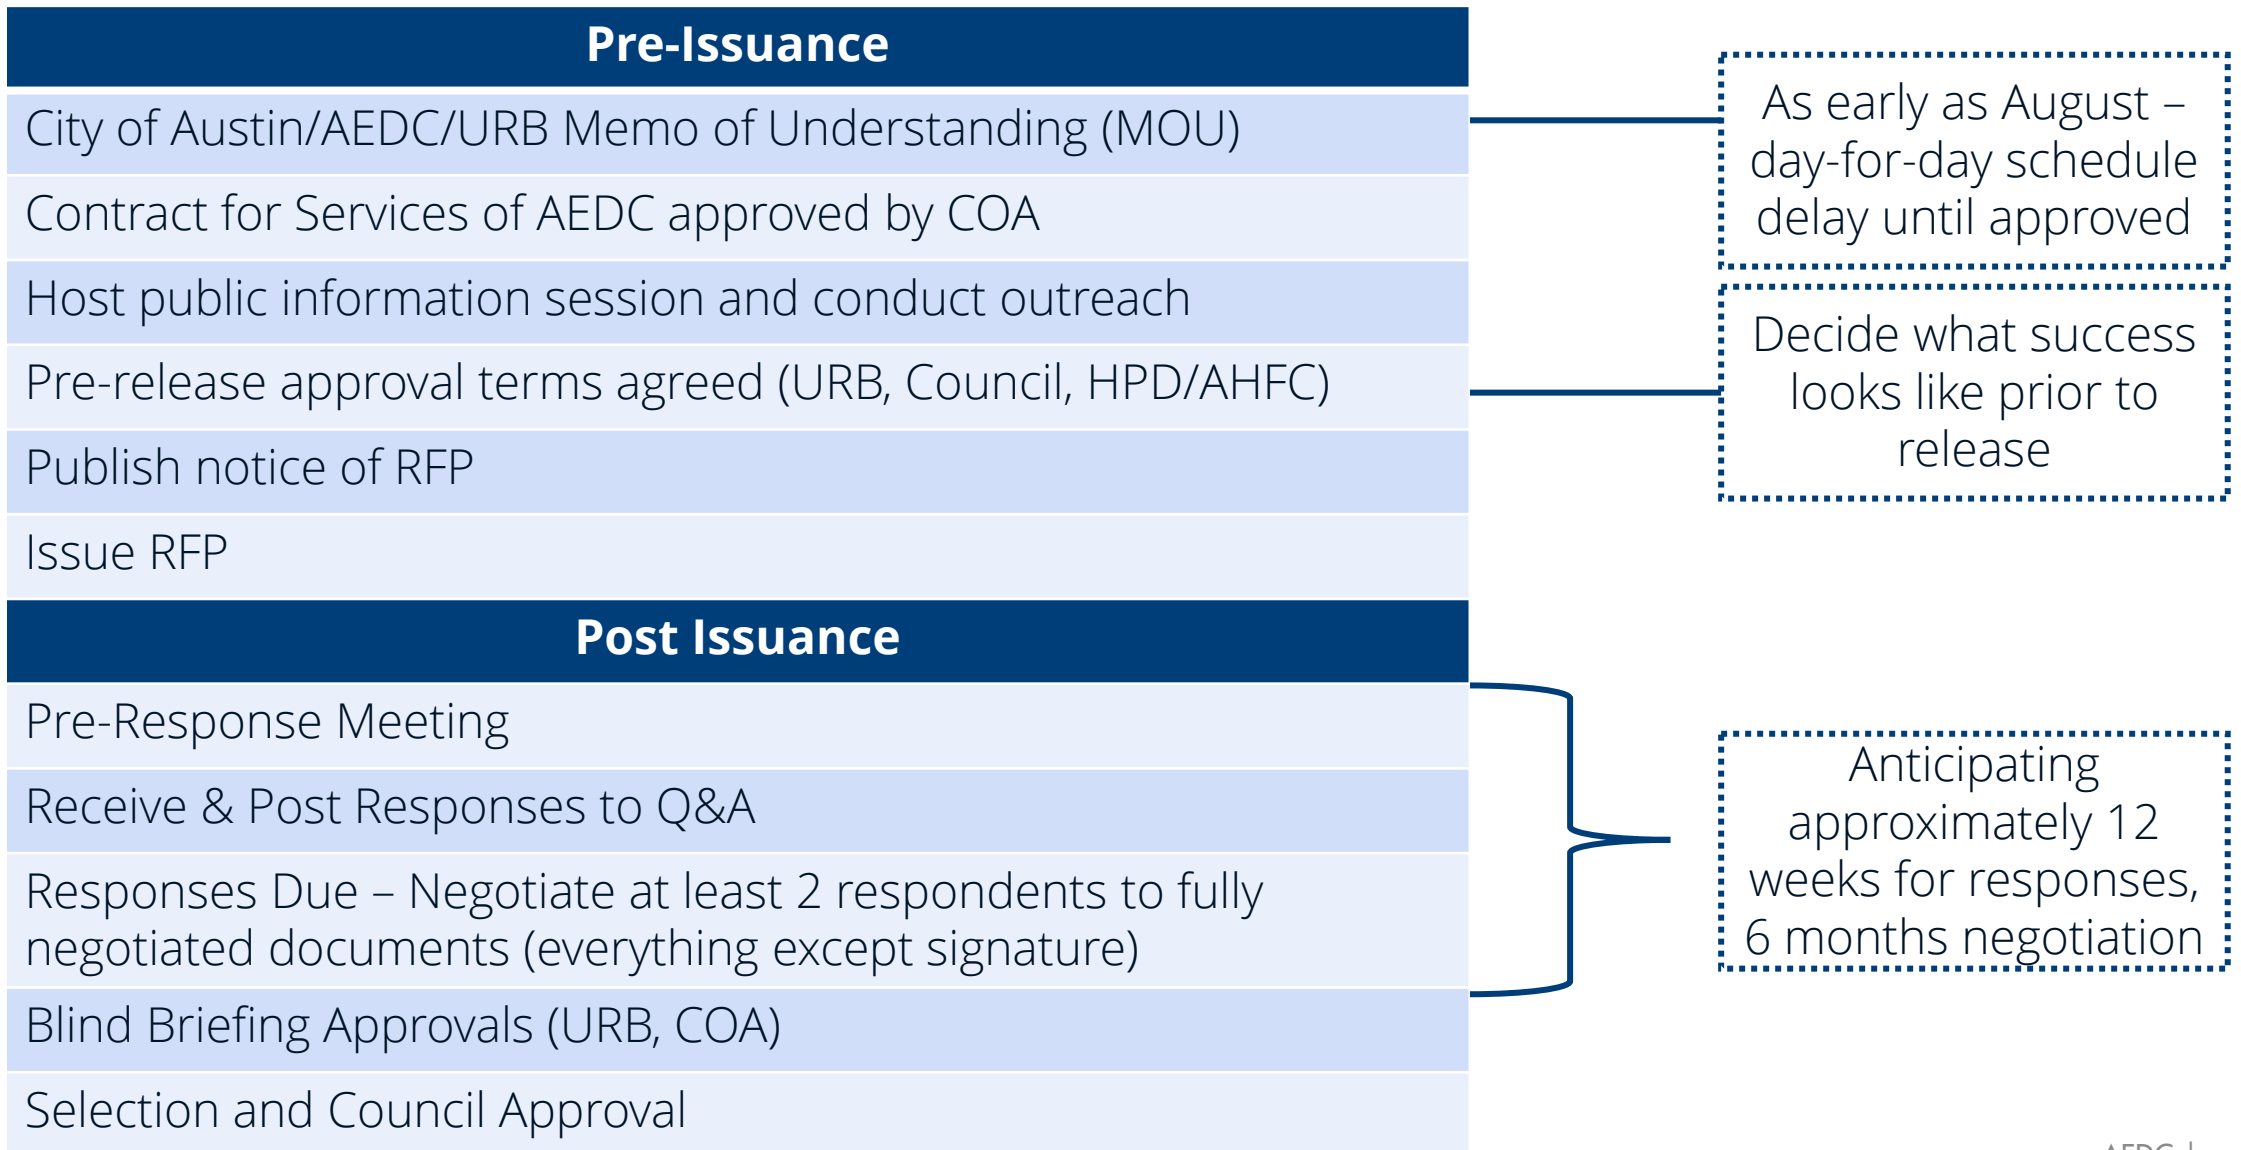 Pre-Issuance
City of Austin/AEDC/URB Memo of Understanding (MOU)
Contract for Services of AEDC approved by COA
Host public information session and conduct outreach
Pre-release approval terms agreed (URB, Council, HPD/AHFC)
Publish notice of RFP
Issue RFP
As early as August –
day-for-day schedule
delay until approved
Decide what success
looks like prior to
release
Post Issuance
Pre-Response Meeting
Receive & Post Responses to Q&A
Responses Due – Negotiate at least 2 respondents to fully
negotiated documents (everything except signature)
Blind Briefing Approvals (URB, COA)
Selection and Council Approval
Anticipating
approximately 12
weeks for responses,
6 months negotiation